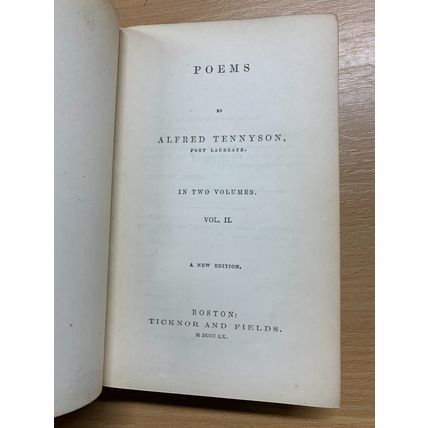 POEMS
BY
ALFRED TENNYSON,
POET LAUREATE.
IN TWO VOLUMES.
VOL. II.
A NEW EDITION.
BOSTON:
TICKNOR AND FIELDS.
M DCCC LX.